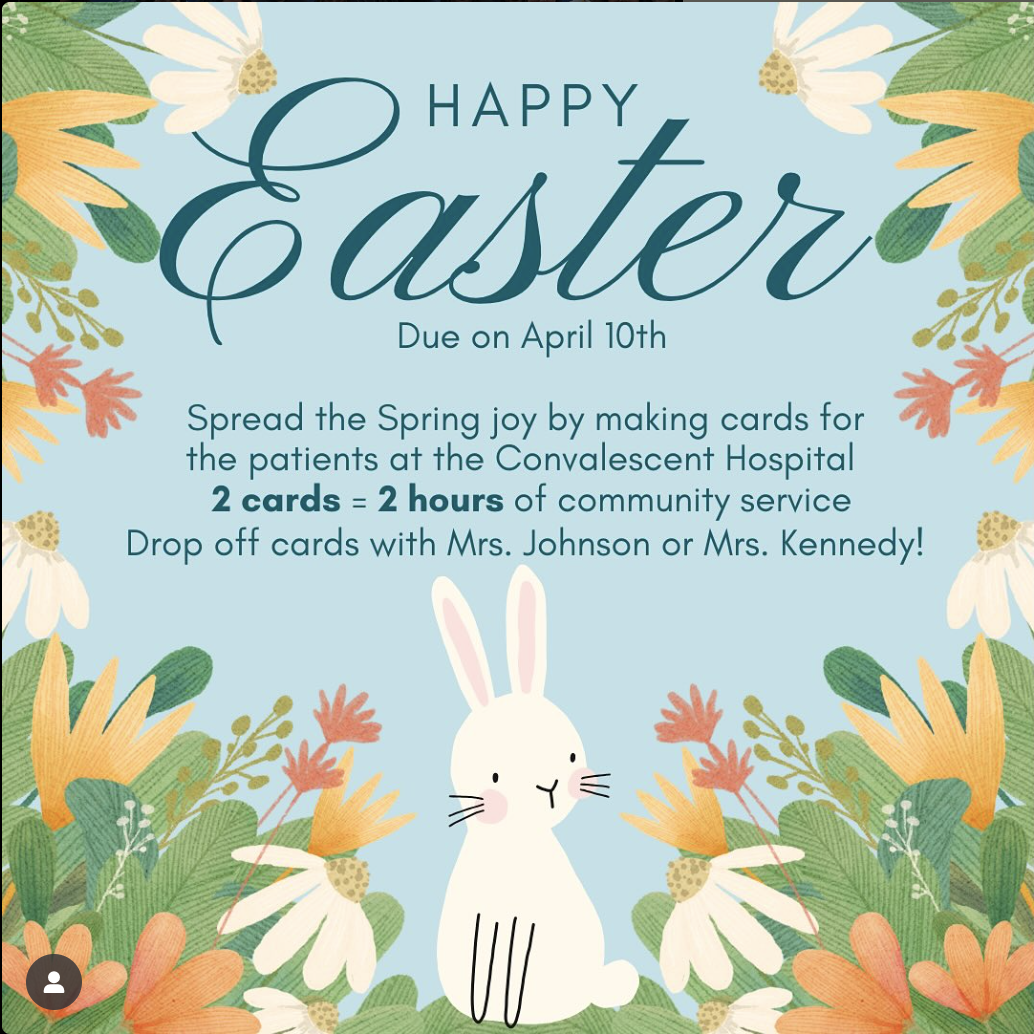 HAPPY
Easter
Due on April 10th
Spread the Spring joy by making cards for
the patients at the Convalescent Hospital
2 cards = 2 hours of community service
Drop off cards with Mrs. Johnson or Mrs. Kennedy!